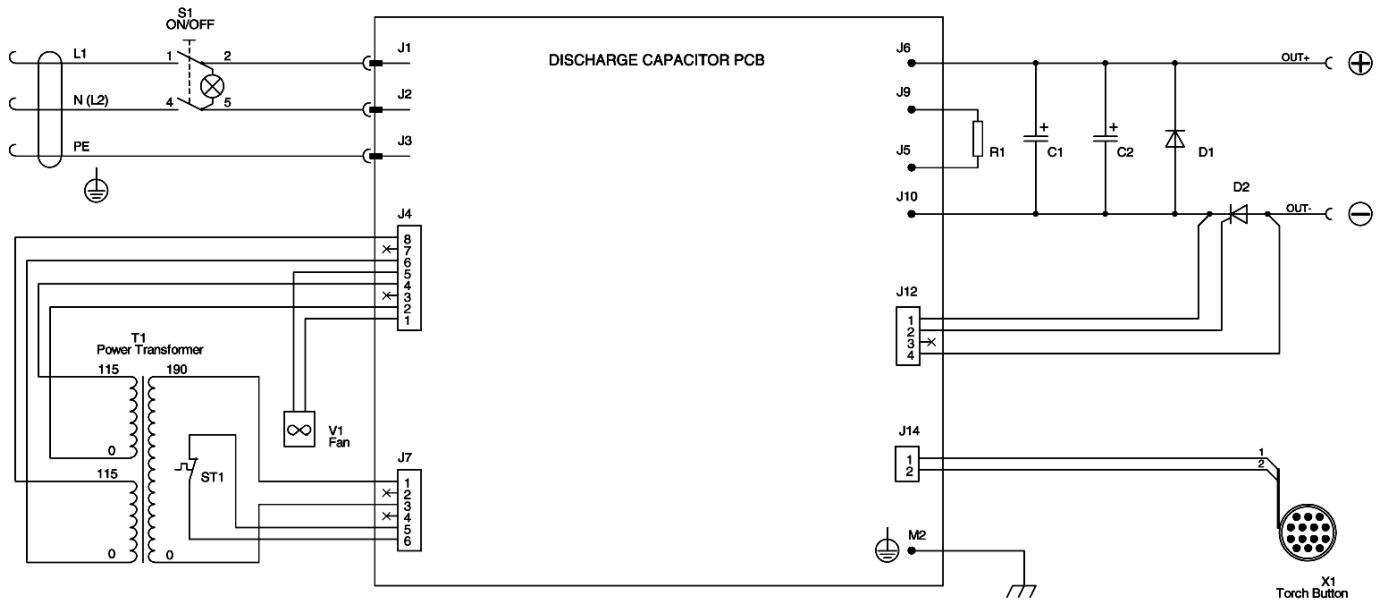 S1
ON/OFF
L1
1
2
N (L2)
4
5
PE
J1
J2
J3
DISCHARGE CAPACITOR PCB
J6
J9
J5
J10
R1
+
C1
+
C2
D1
D2
OUT+
OUT-
J4
8
7
6
5
4
3
2
1
J12
1
2
3
4
T1
Power Transformer
115
190
0
115
0
0
ST1
V1
Fan
J7
1
2
3
4
5
6
J14
1
2
1
2
M2
X1
Torch Button